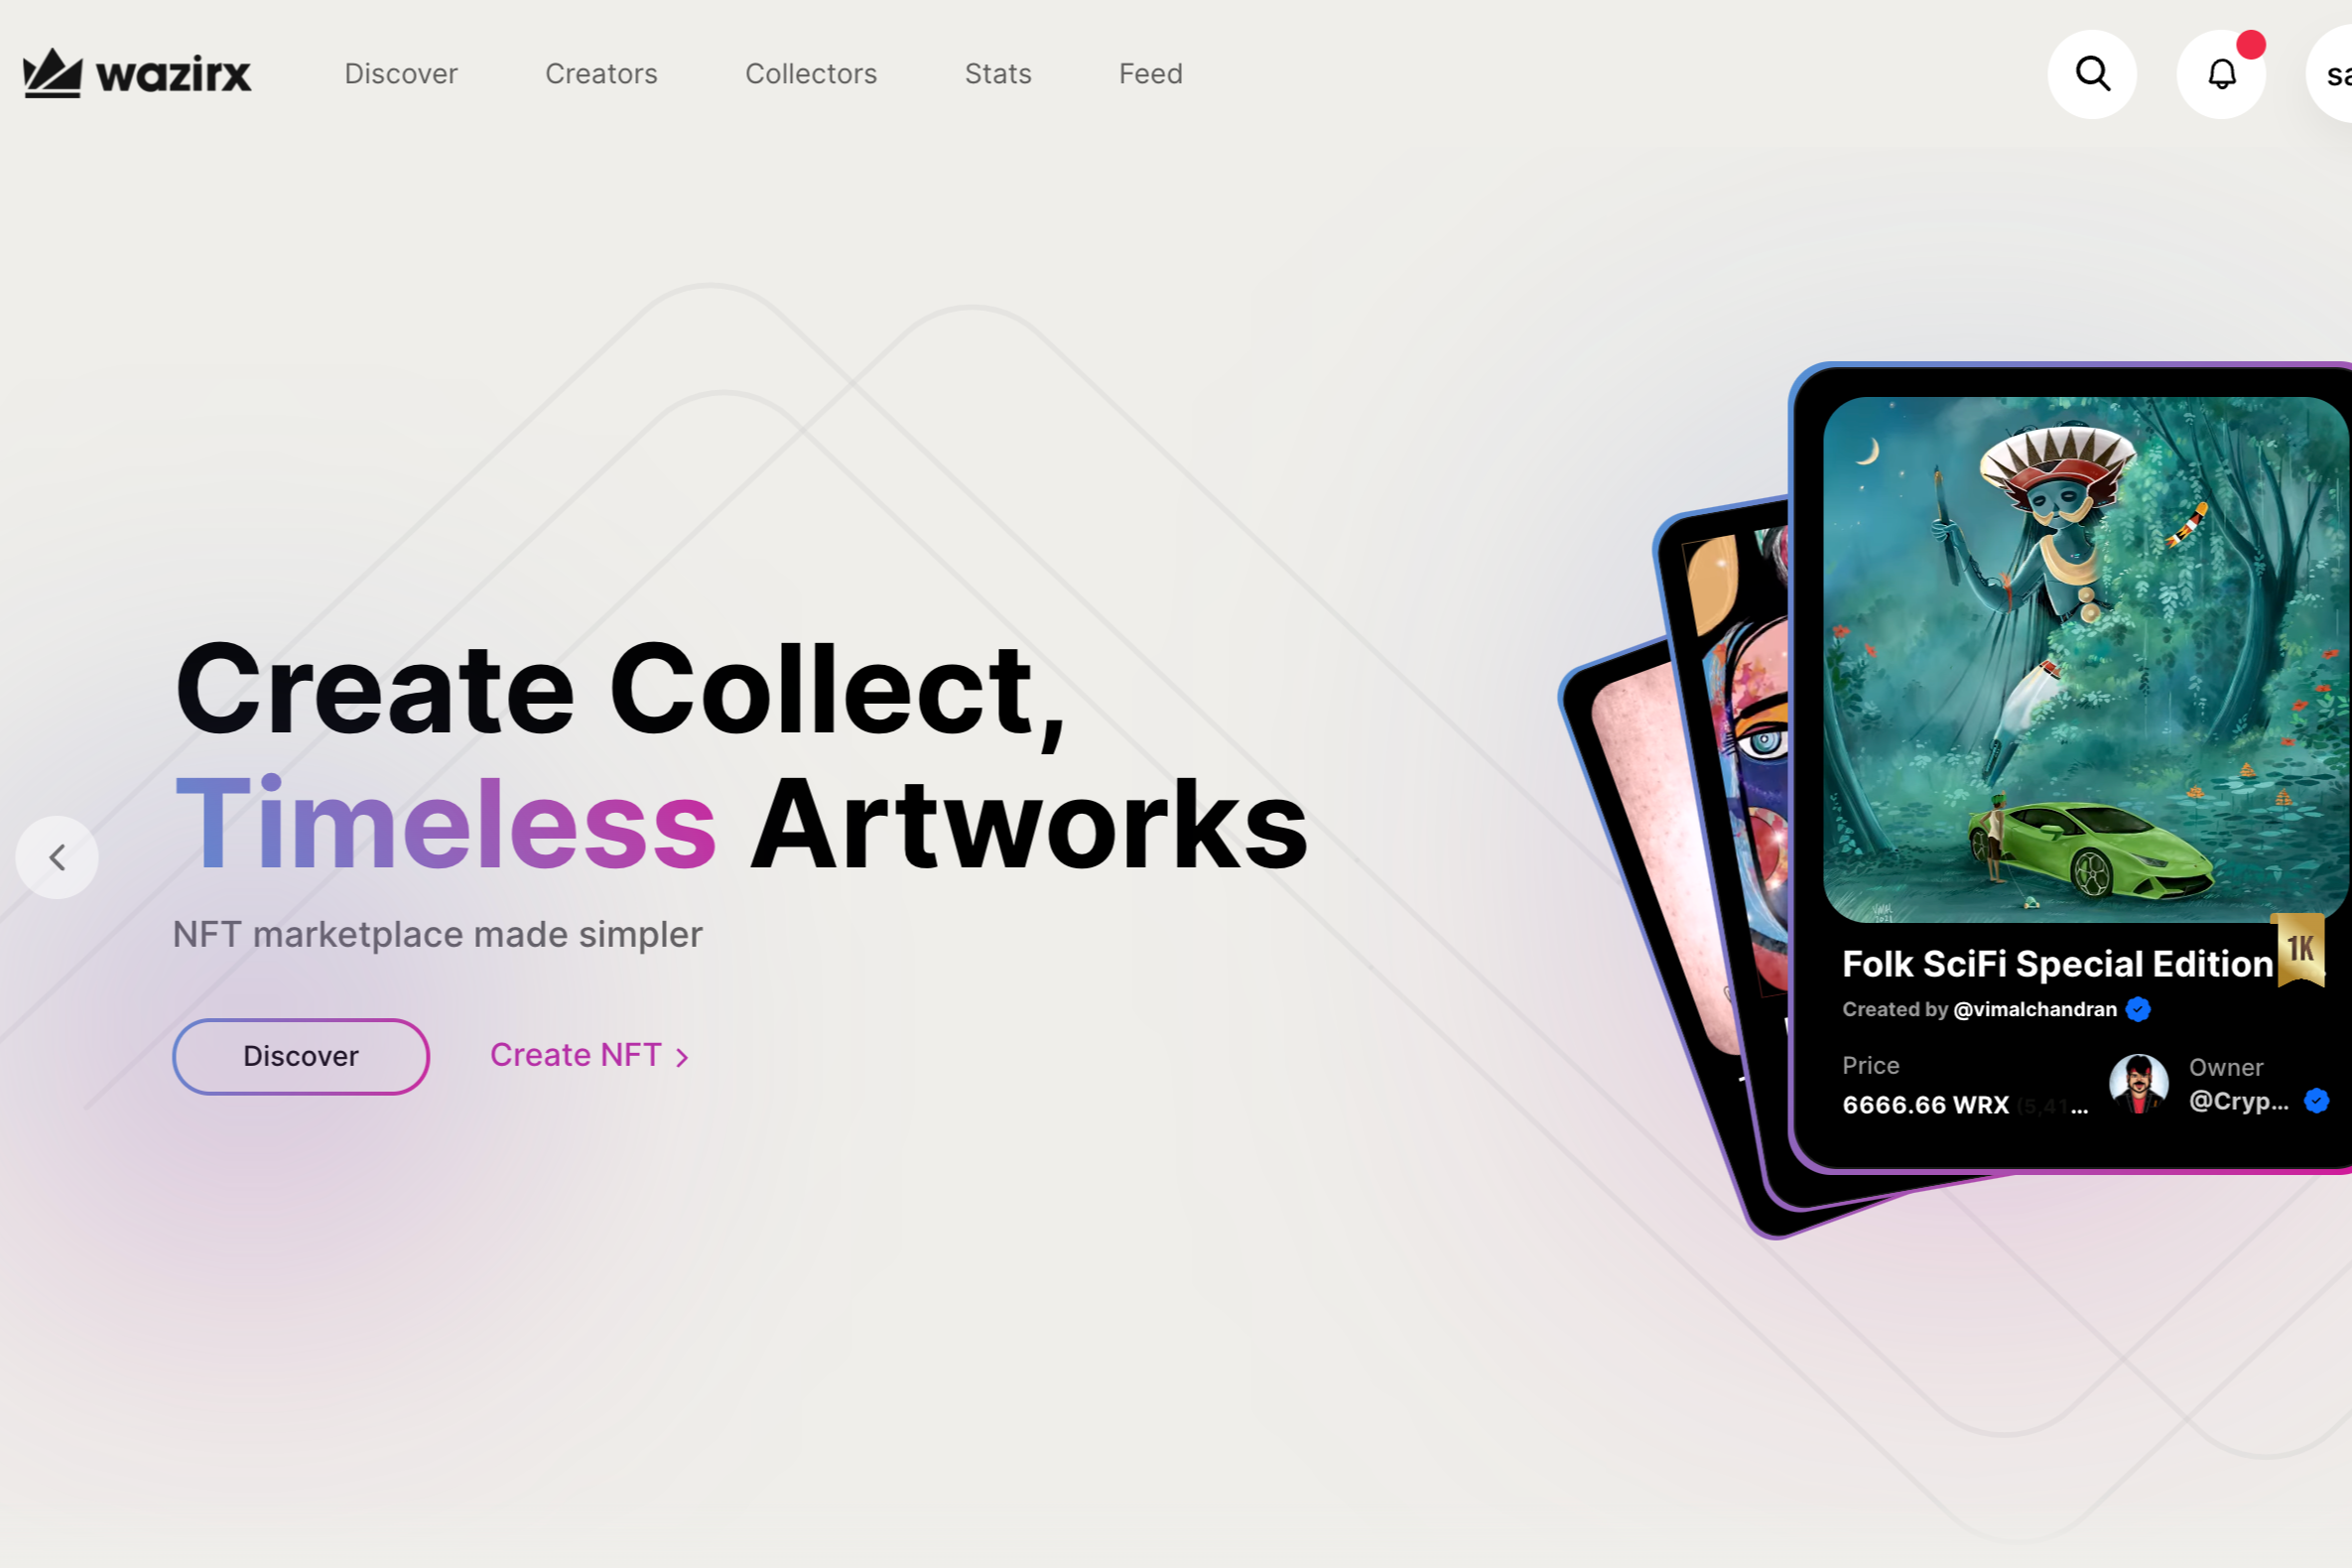 wazirx
Discover
Creators
Collectors
Stats
Feed
Create Collect,
Timeless Artworks
NFT marketplace made simpler
Discover
Create NFT
1K
Folk SciFi Special Edition
Created by @vimalchandran
Price
6666.66 WRX (5,41...
Owner
@Cryp...